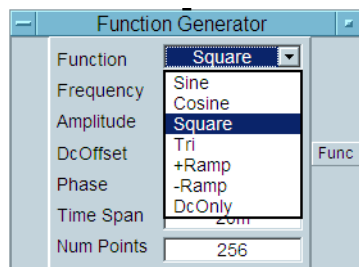 Function Generator
Function Square
Frequency
Amplitude
DcOffset
Phase
Time Span
Num Points 256
Sine
Cosine
Square
Tri
+Ramp
-Ramp
DcOnly
Func